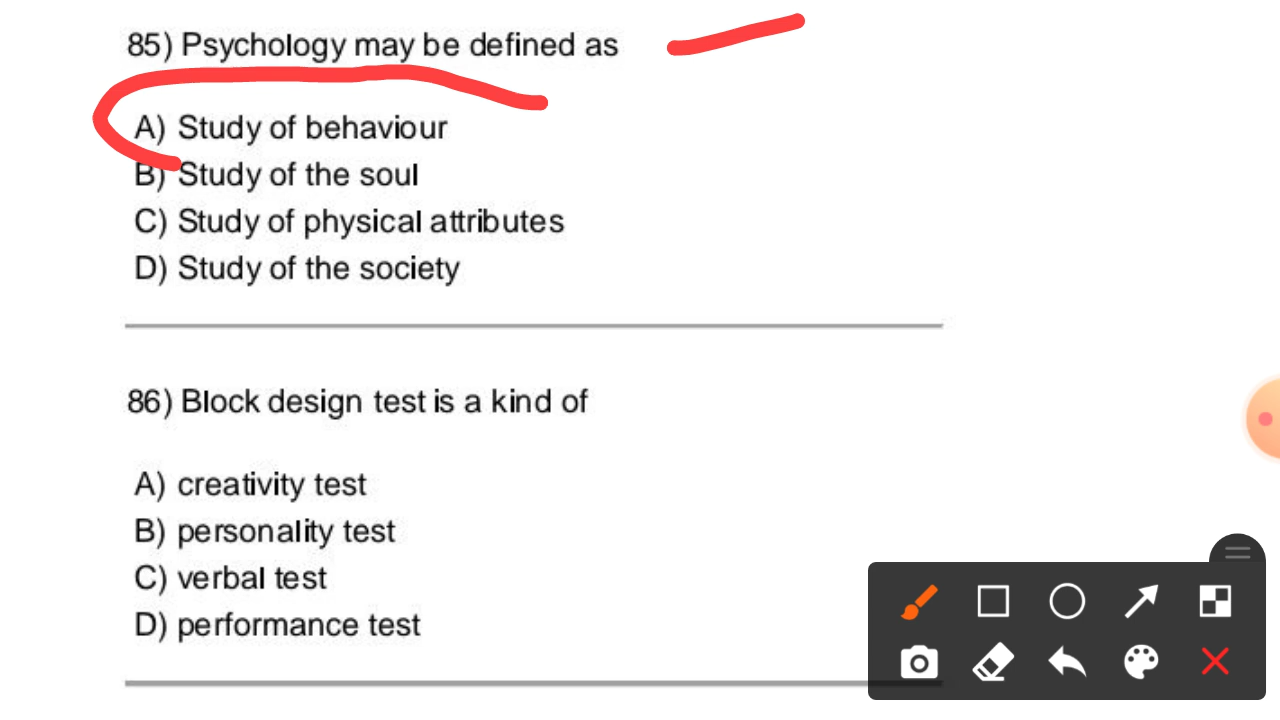 85) Psychology may be defined as
A) Study of behaviour
B) Study of the soul
C) Study of physical attributes
D) Study of the society
86) Block design test is a kind of
A) creativity test
B) personality test
C) verbal test
D) performance test